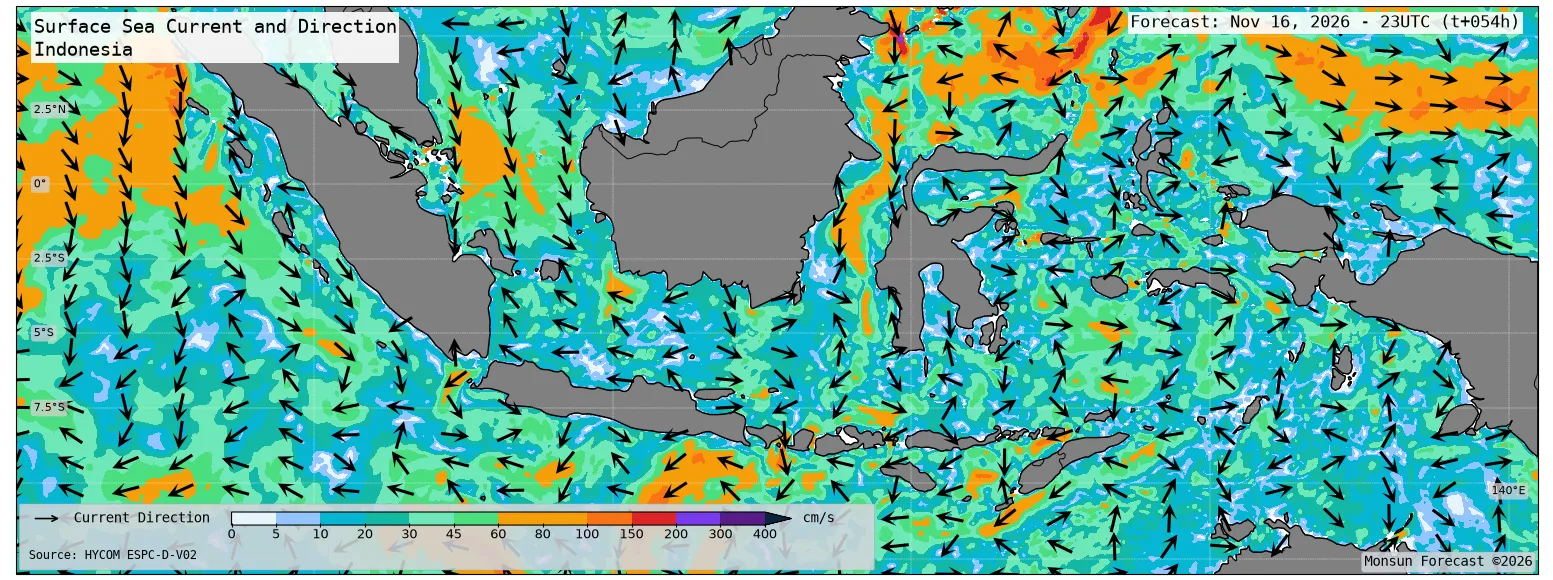 Surface Sea Current and Direction
Indonesia
Forecast: Nov 16, 2026 - 23UTC (t+054h)
2.5°N
0°
2.5°S
5°S
7.5°S
140°E
Current Direction
0 5 10 20 30 45 60 80 100 150 200 300 400 cm/s
Source: HYCOM ESPC-D-V02
Monsun Forecast ©2026